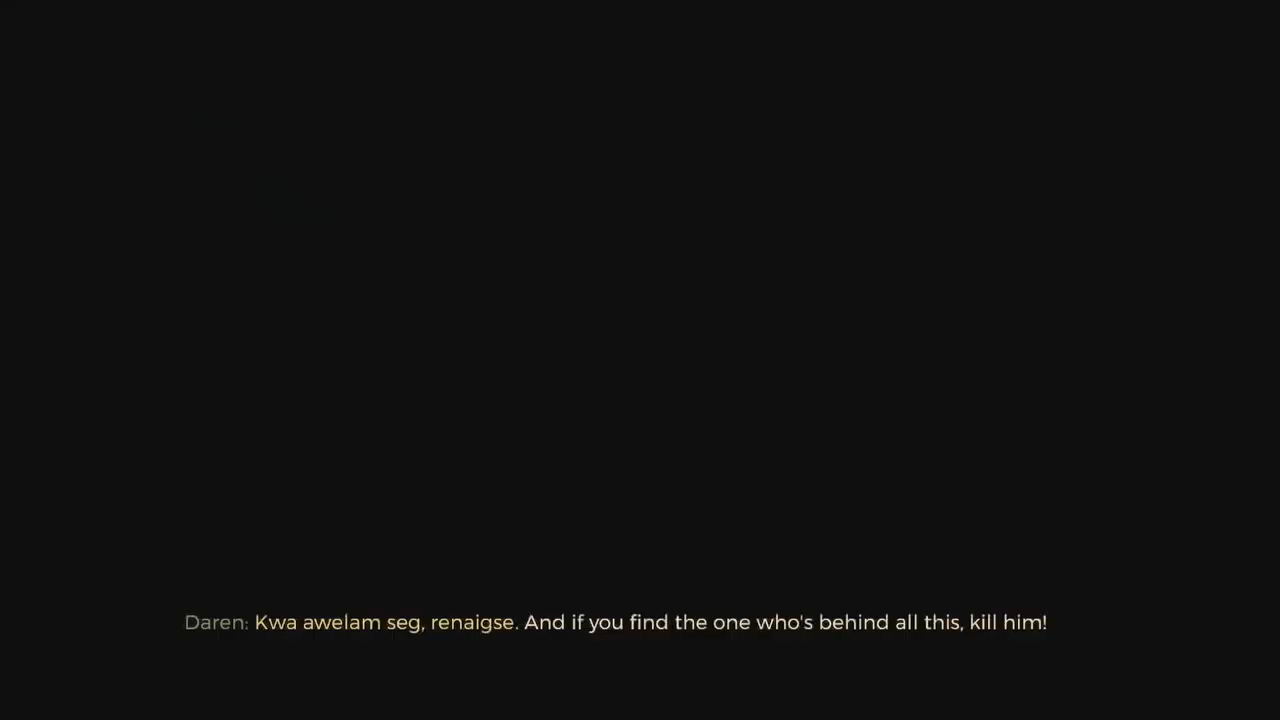 Daren: Kwa awelam seg, renaigse. And if you find the one who's behind all this, kill him!